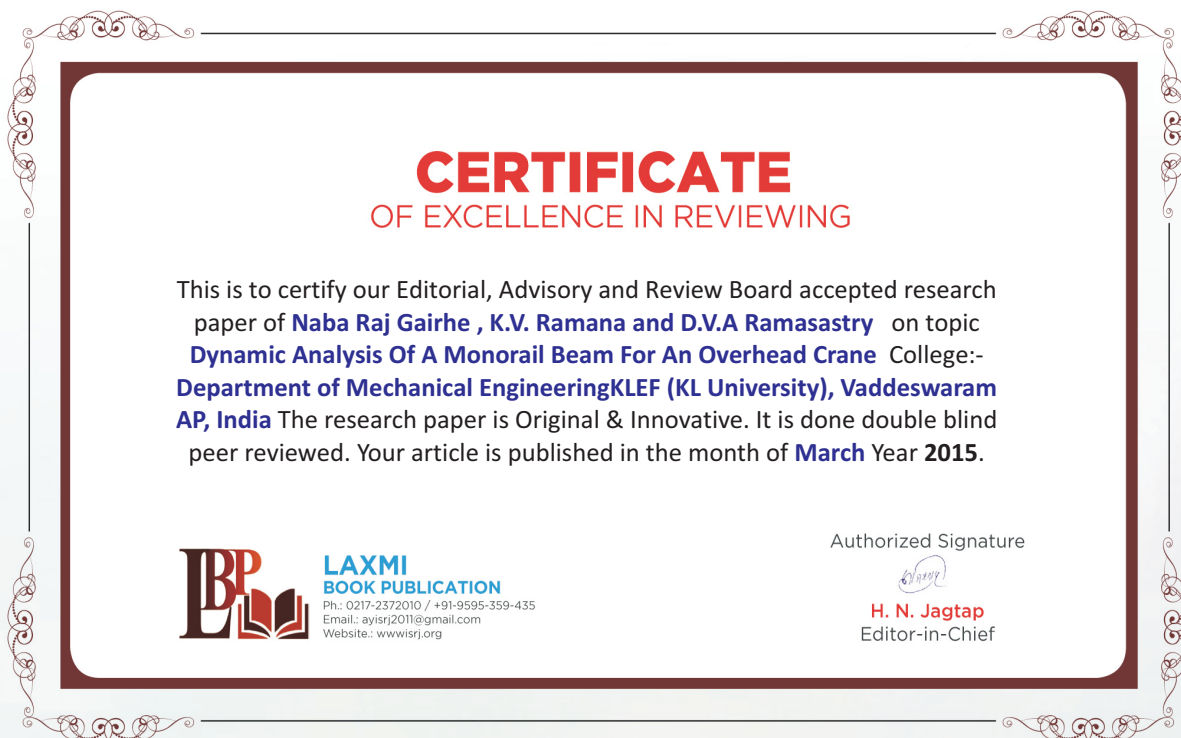 CERTIFICATE
OF EXCELLENCE IN REVIEWING
This is to certify our Editorial, Advisory and Review Board accepted research
paper of Naba Raj Gairhe , K.V. Ramana and D.V.A Ramasastry on topic
Dynamic Analysis Of A Monorail Beam For An Overhead Crane College:-
Department of Mechanical EngineeringKLEF (KL University), Vaddeswaram
AP, India The research paper is Original & Innovative. It is done double blind
peer reviewed. Your article is published in the month of March Year 2015.
LBP
LAXMI
BOOK PUBLICATION
Ph.: 0217-2372010 / +91-9595-359-435
Email.: ayisrj2011@gmail.com
Website.: wwwisrj.org
Authorized Signature
H. N. Jagtap
Editor-in-Chief